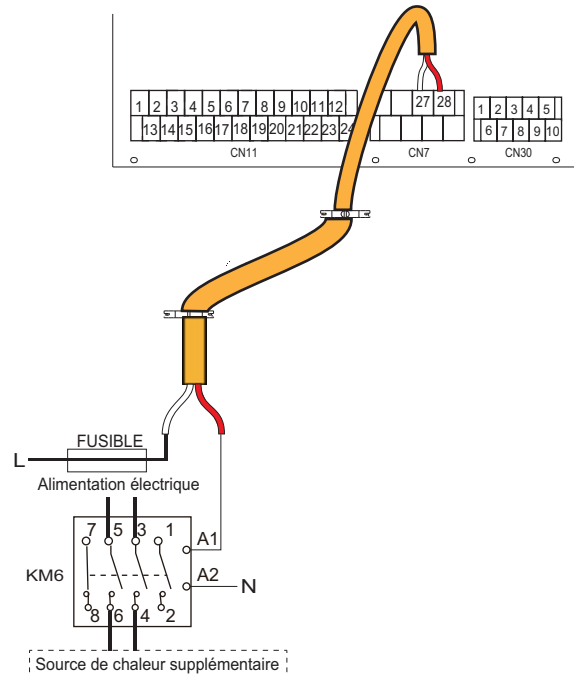 27 28
1 2 3 4 5 6 7 8 9 10 11 12
13 14 15 16 17 18 19 20 21 22 23 24
1 2 3 4 5
6 7 8 9 10
CN11 CN7 CN30
FUSIBLE
L
Alimentation électrique
7 5 3 1
A1
KM6
A2
N
8 6 4 2
Source de chaleur supplémentaire